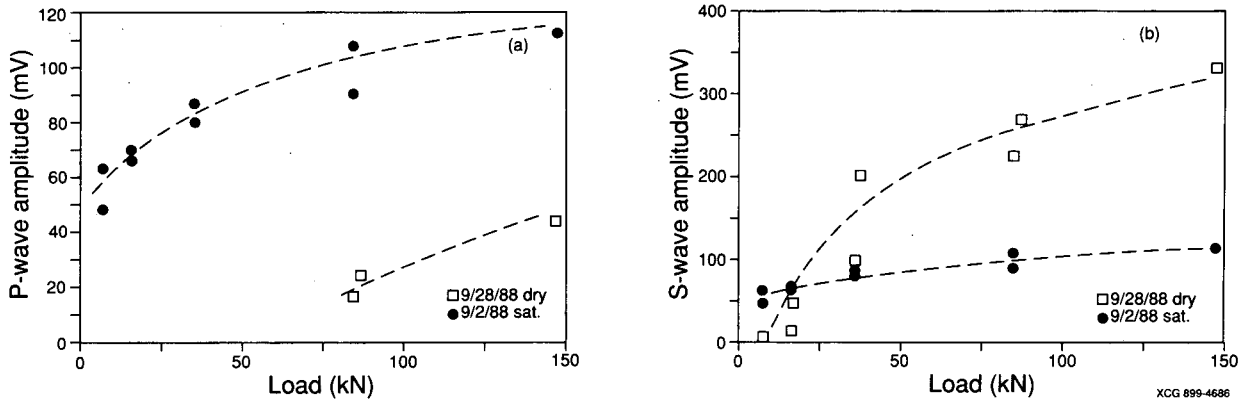 120
100
80
60
40
20
0
P-wave amplitude (mV)
(a)
9/28/88 dry
9/2/88 sat.
0
50
100
150
Load (kN)
400
300
200
100
0
S-wave amplitude (mV)
(b)
9/28/88 dry
9/2/88 sat.
0
50
100
150
Load (kN)
XCG 899-4686